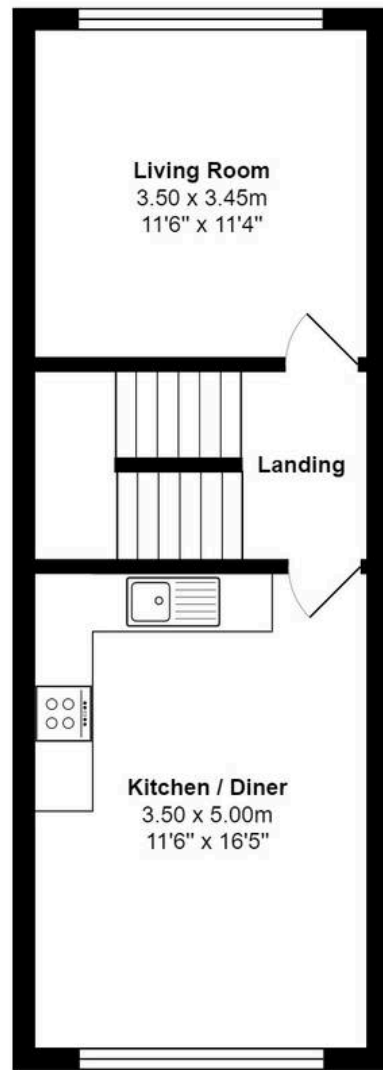 Living Room
3.50 x 3.45m
11'6" x 11'4"
Landing
Kitchen / Diner
3.50 x 5.00m
11'6" x 16'5"